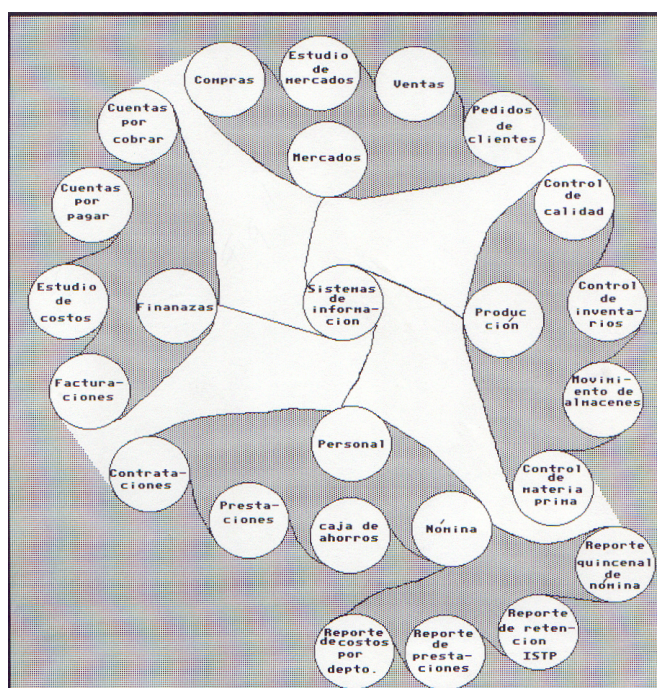 Compras
Estudio
de
mercados
Ventas
Pedidos
de
clientes
Mercados
Cuentas
por
cobrar
Cuentas
por
pagar
Estudio
de
costos
Factura-
ciones
Finanazas
Sistemas
de
informa-
cion
Produc
ción
Control
de
calidad
Control
de
inventa-
rios
Movimi-
ento de
almacenes
Control
de
materia
prima
Personal
Contrata-
ciones
Presta-
ciones
caja de
ahorros
Nómina
Reporte
quincenal
de
nómina
Reporte
de reten-
cion
ISTP
Reporte
de
presta-
ciones
Reporte
de costos
por
depto.